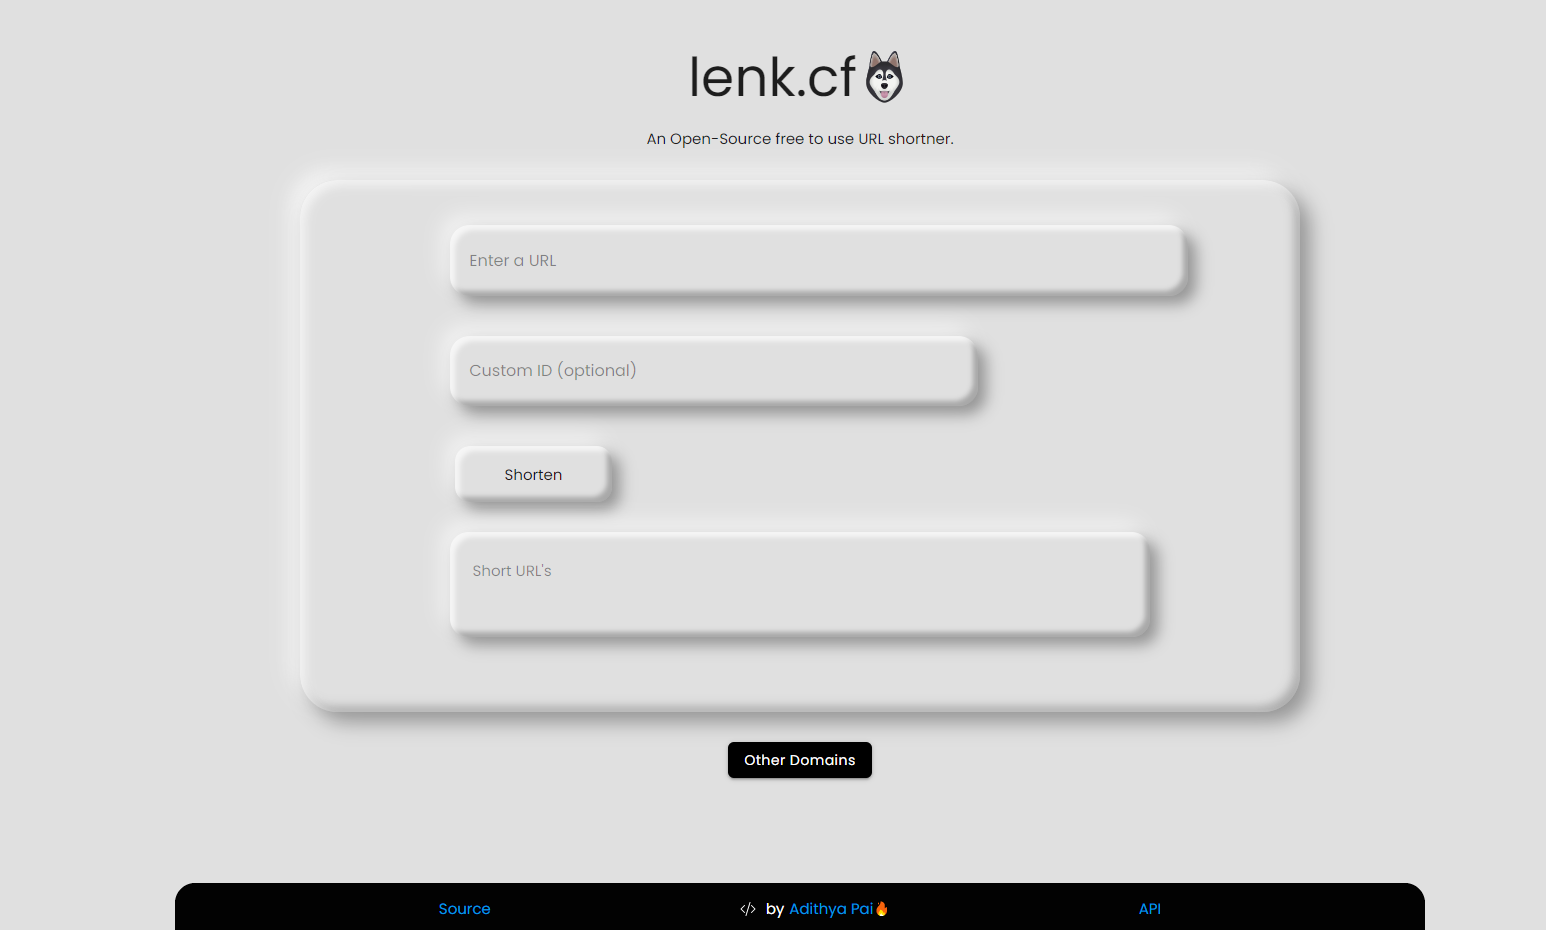 lenk.cf
An Open-Source free to use URL shortner.
Enter a URL
Custom ID (optional)
Shorten
Short URL's
Other Domains
Source
</> by Adithya Pai🔥
API